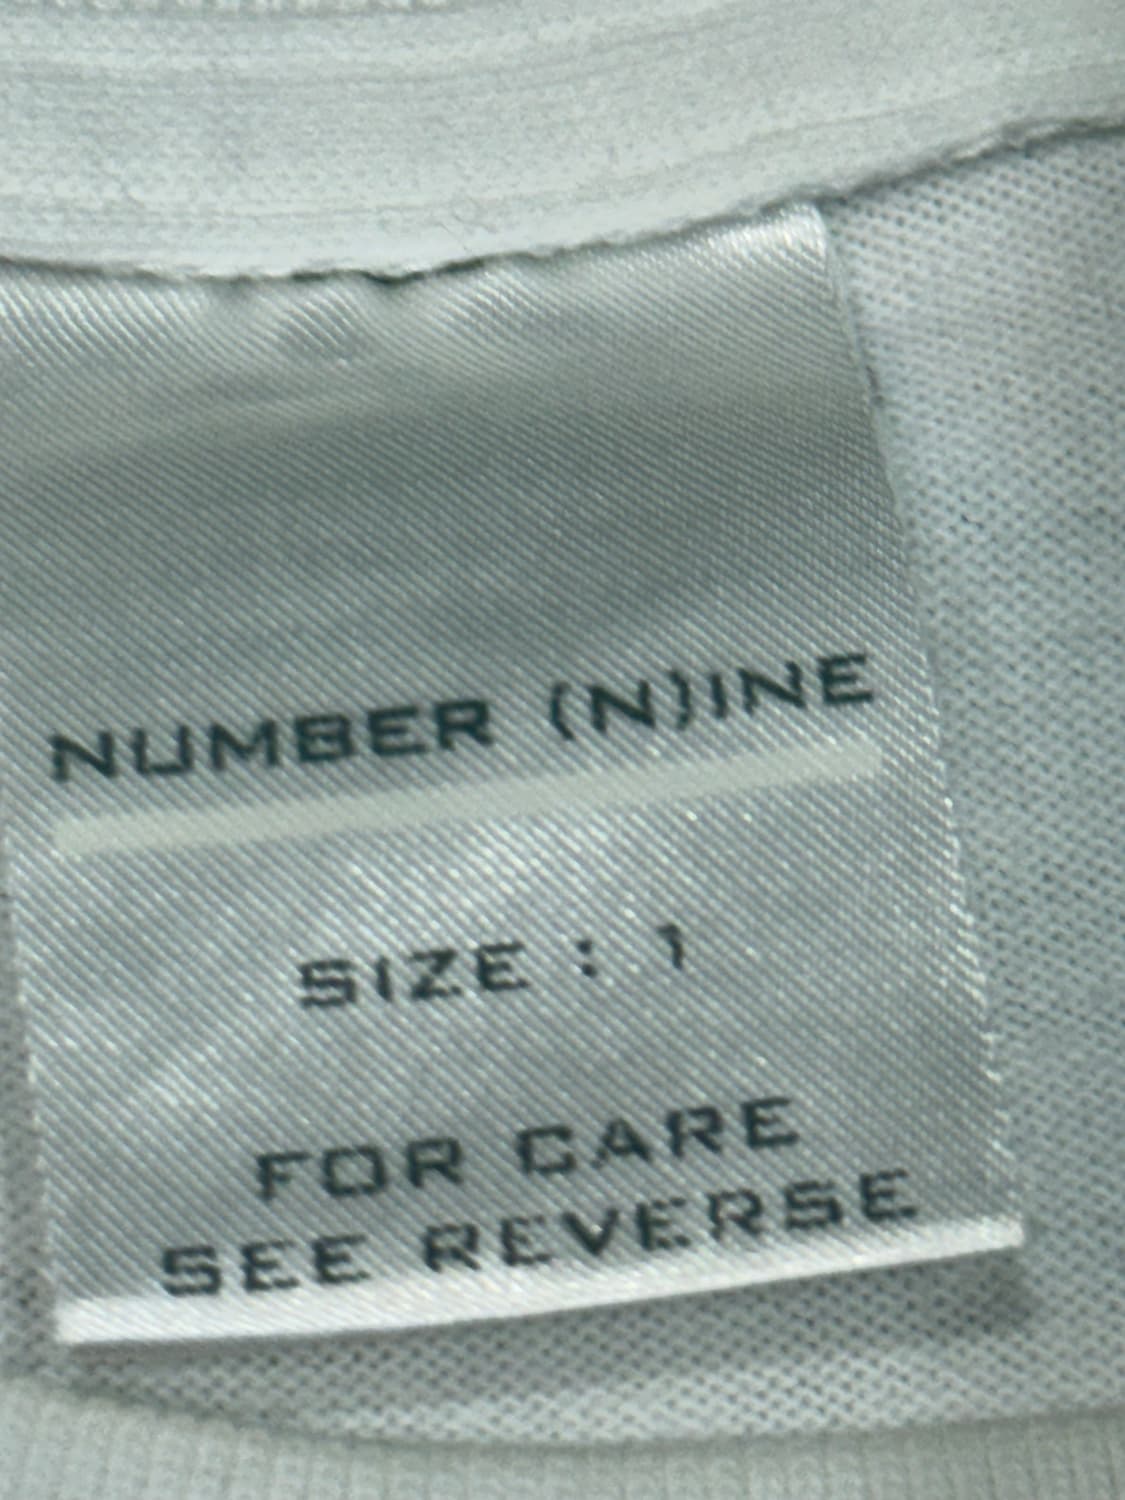 NUMBER (N)INE
SIZE : 1
FOR CARE
SEE REVERSE